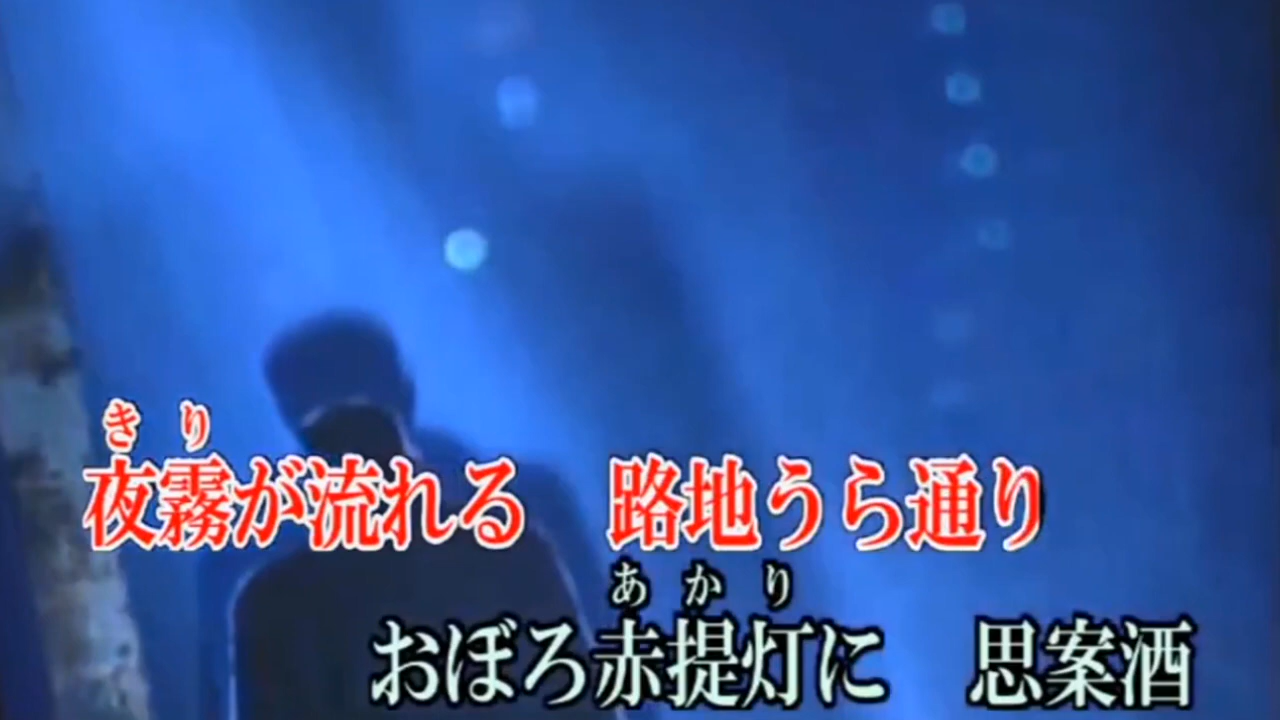 きり
夜霧が流れる　路地うら通り
あかり
おぼろ赤提灯に　思案酒